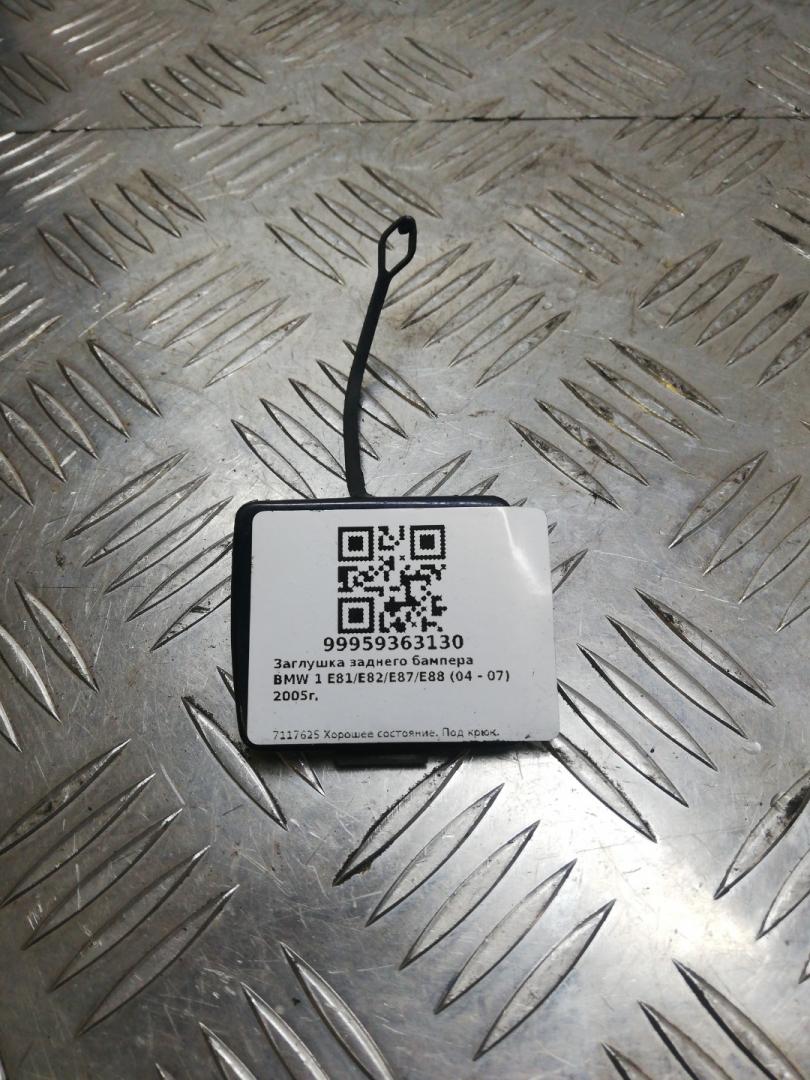 99959363130
Заглушка заднего бампера
BMW 1 E81/E82/E87/E88 (04 - 07)
2005г.
7117625 Хорошее состояние. Под крюк.